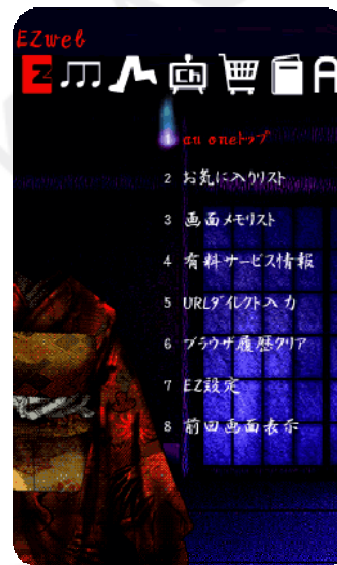 EZweb
EZ Ch A
1 au oneトップ
2 お気に入りリスト
3 画面メモリスト
4 有料サービス情報
5 URLダイレクト入力
6 ブラウザ履歴クリア
7 EZ設定
8 前回画面表示